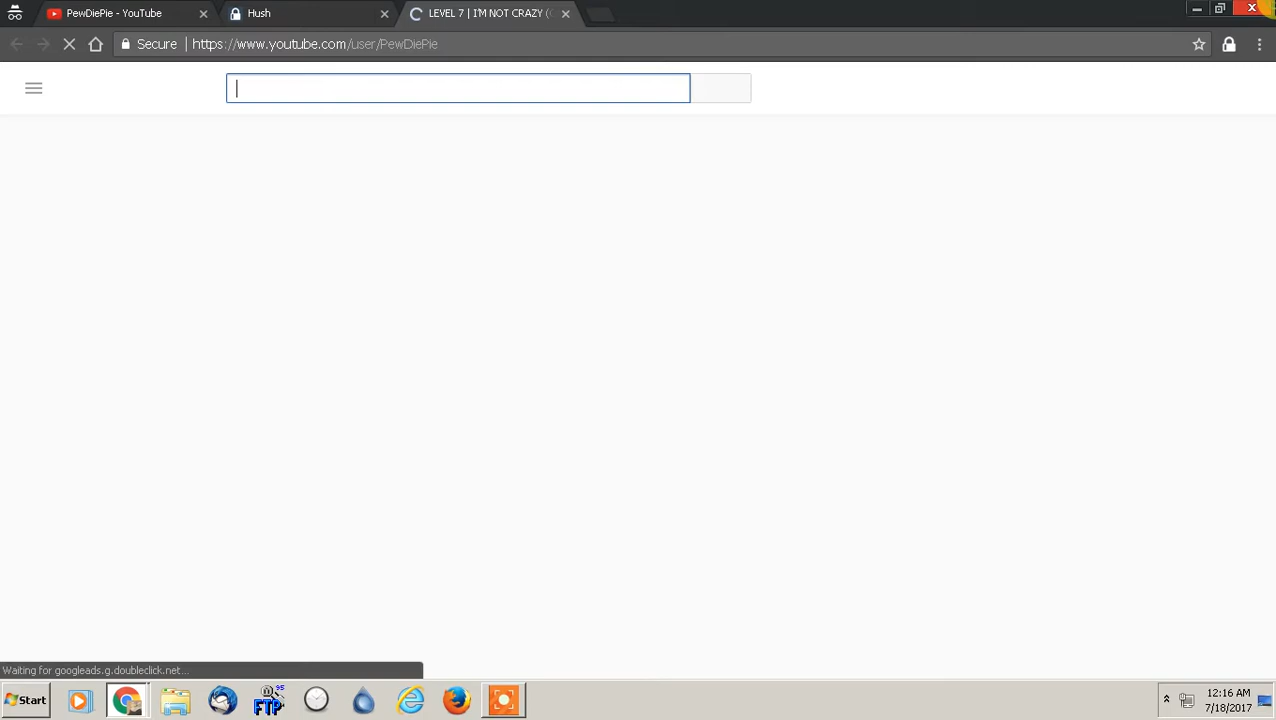 PewDiePie - YouTube
Hush
LEVEL 7 | I'M NOT CRAZY (
Secure | https://www.youtube.com/user/PewDiePie
Waiting for googleads.g.doubleclick.net...
Start
FTP
12:16 AM
7/18/2017